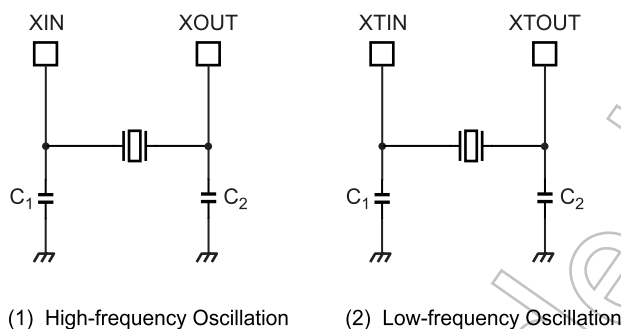 XIN XOUT XTIN XTOUT
C1 C2 C1 C2
(1) High-frequency Oscillation (2) Low-frequency Oscillation